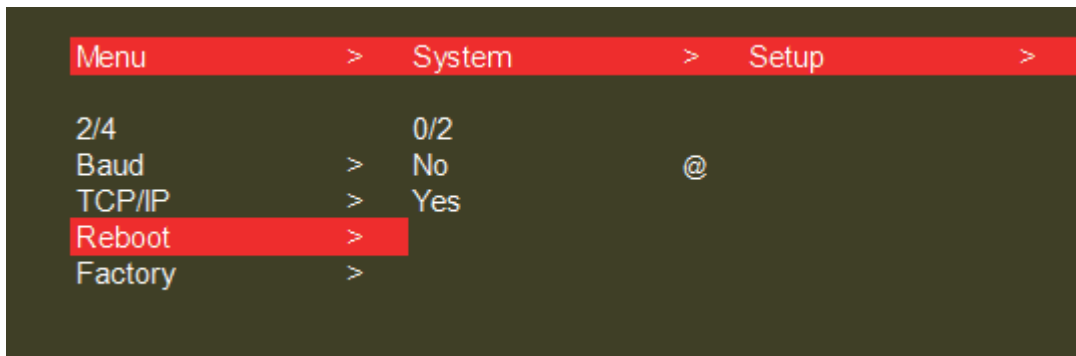 Menu > System > Setup >
2/4 0/2
Baud > No @
TCP/IP > Yes
Reboot >
Factory >